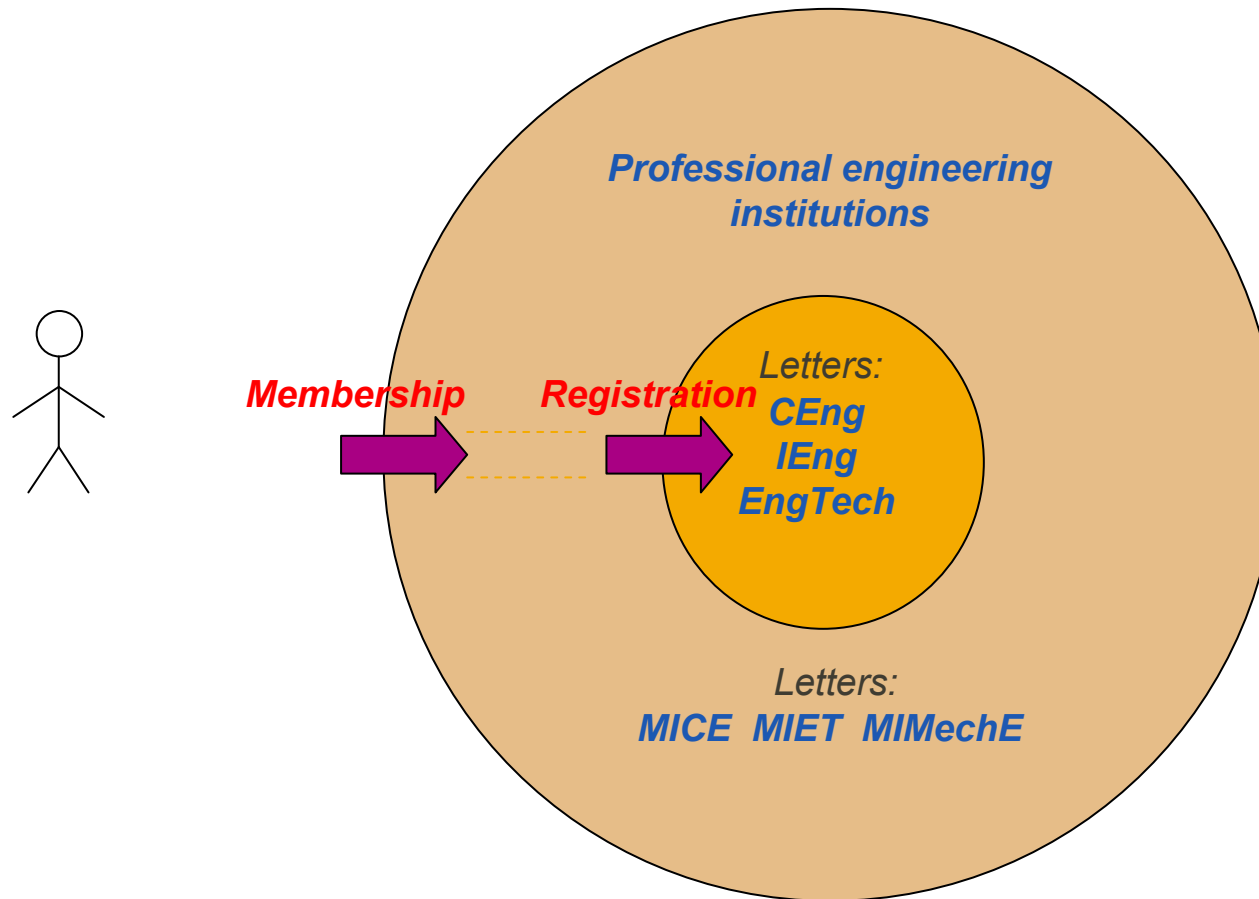 Professional engineering
institutions
Letters:
Membership Registration
CEng
IEng
EngTech
Letters:
MICE MIET MIMechE